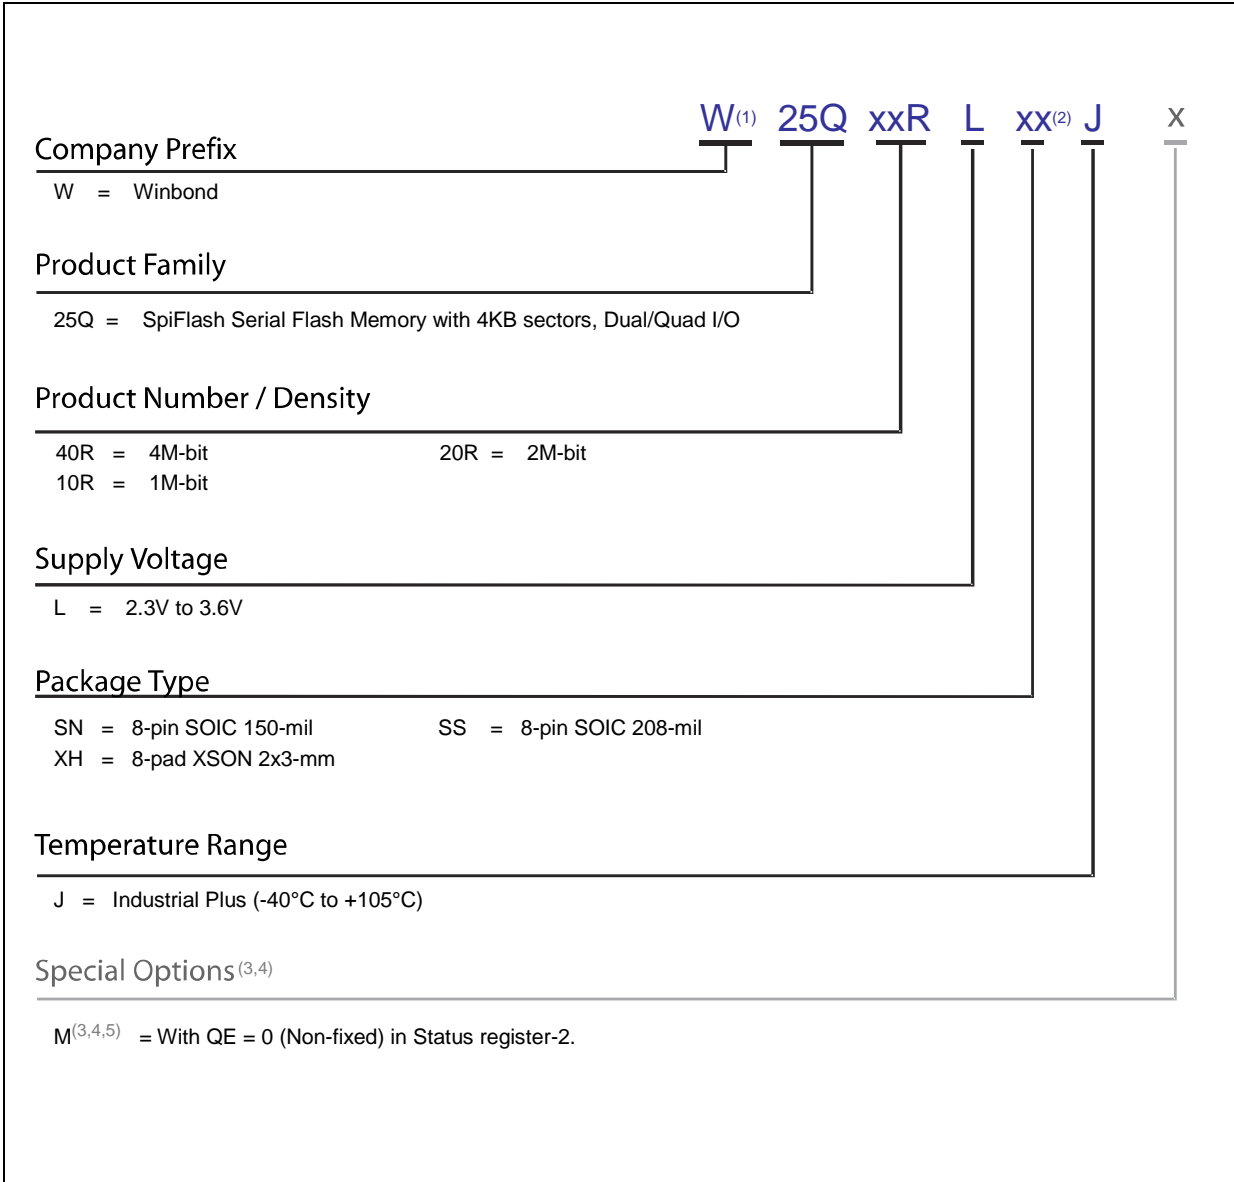 W(1) 25Q xxR L xx(2) J x
Company Prefix
W = Winbond
Product Family
25Q = SpiFlash Serial Flash Memory with 4KB sectors, Dual/Quad I/O
Product Number / Density
40R = 4M-bit 20R = 2M-bit
10R = 1M-bit
Supply Voltage
L = 2.3V to 3.6V
Package Type
SN = 8-pin SOIC 150-mil SS = 8-pin SOIC 208-mil
XH = 8-pad XSON 2x3-mm
Temperature Range
J = Industrial Plus (-40°C to +105°C)
Special Options(3,4)
M(3,4,5) = With QE = 0 (Non-fixed) in Status register-2.